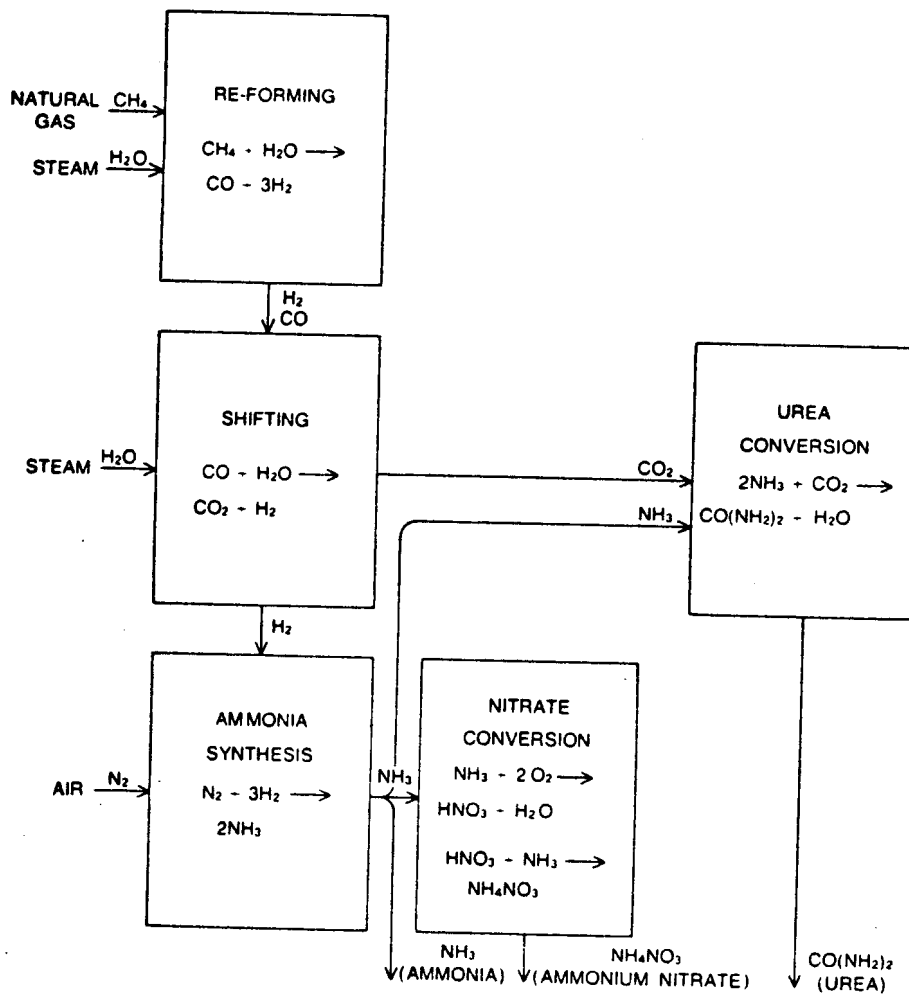 RE-FORMING
NATURAL GAS
CH₄
CH₄ + H₂O ⟶
STEAM
H₂O
CO + 3H₂
H₂
CO
SHIFTING
STEAM
H₂O
CO + H₂O ⟶
CO₂ + H₂
CO₂
NH₃
UREA
CONVERSION
2NH₃ + CO₂ ⟶
CO(NH₂)₂ + H₂O
H₂
AMMONIA
SYNTHESIS
AIR
N₂
N₂ + 3H₂ ⟶
2NH₃
NH₃
NITRATE
CONVERSION
NH₃ + 2O₂ ⟶
HNO₃ + H₂O
HNO₃ + NH₃ ⟶
NH₄NO₃
NH₃
(AMMONIA)
NH₄NO₃
(AMMONIUM NITRATE)
CO(NH₂)₂
(UREA)